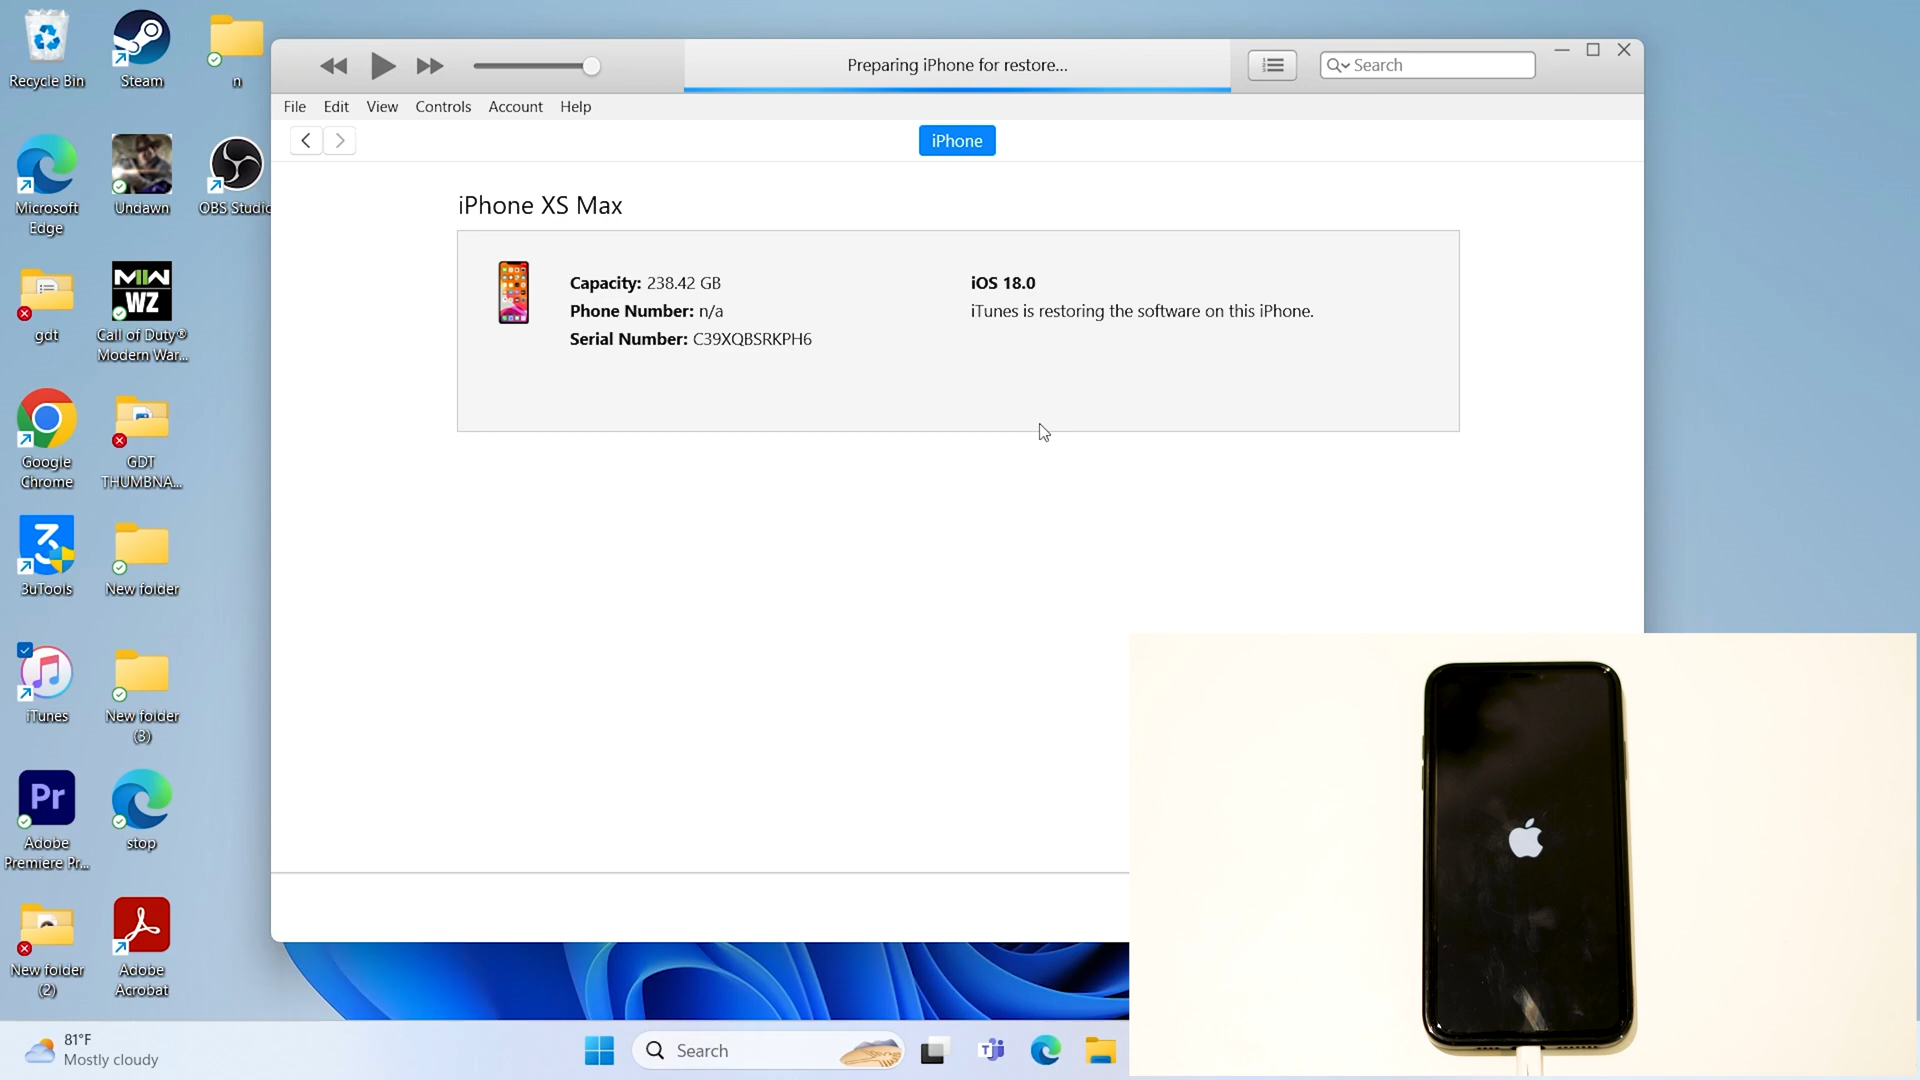 Recycle Bin
Steam
n
Microsoft
Edge
Undawn
OBS Studio
gdt
MW
WZ
Call of Duty®
Modern War...
Google
Chrome
GDT
THUMBNA...
3uTools
New folder
iTunes
New folder
(3)
Pr
Adobe
Premiere Pr...
stop
New folder
(2)
Adobe
Acrobat
Preparing iPhone for restore...
Search
File Edit View Controls Account Help
iPhone
iPhone XS Max
Capacity: 238.42 GB
Phone Number: n/a
Serial Number: C39XQBSRKPH6
iOS 18.0
iTunes is restoring the software on this iPhone.
81°F
Mostly cloudy
Search